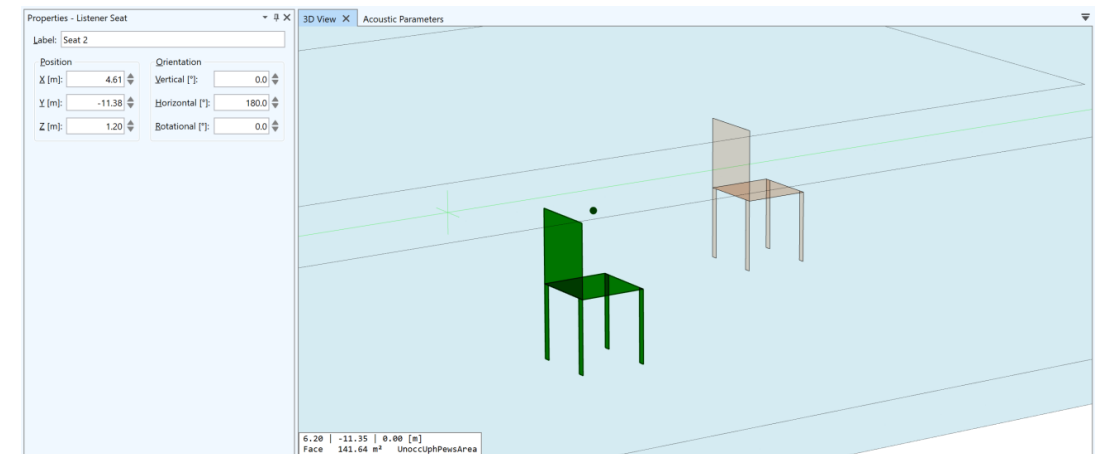 Properties - Listener Seat
3D View
Acoustic Parameters
Label: Seat 2
Position
Orientation
X [m]: 4.61
Vertical [°]: 0.0
Y [m]: -11.38
Horizontal [°]: 180.0
Z [m]: 1.20
Rotational [°]: 0.0
6.20 | -11.35 | 0.00 [m]
Face 141.64 m² UnoccUphPewsArea